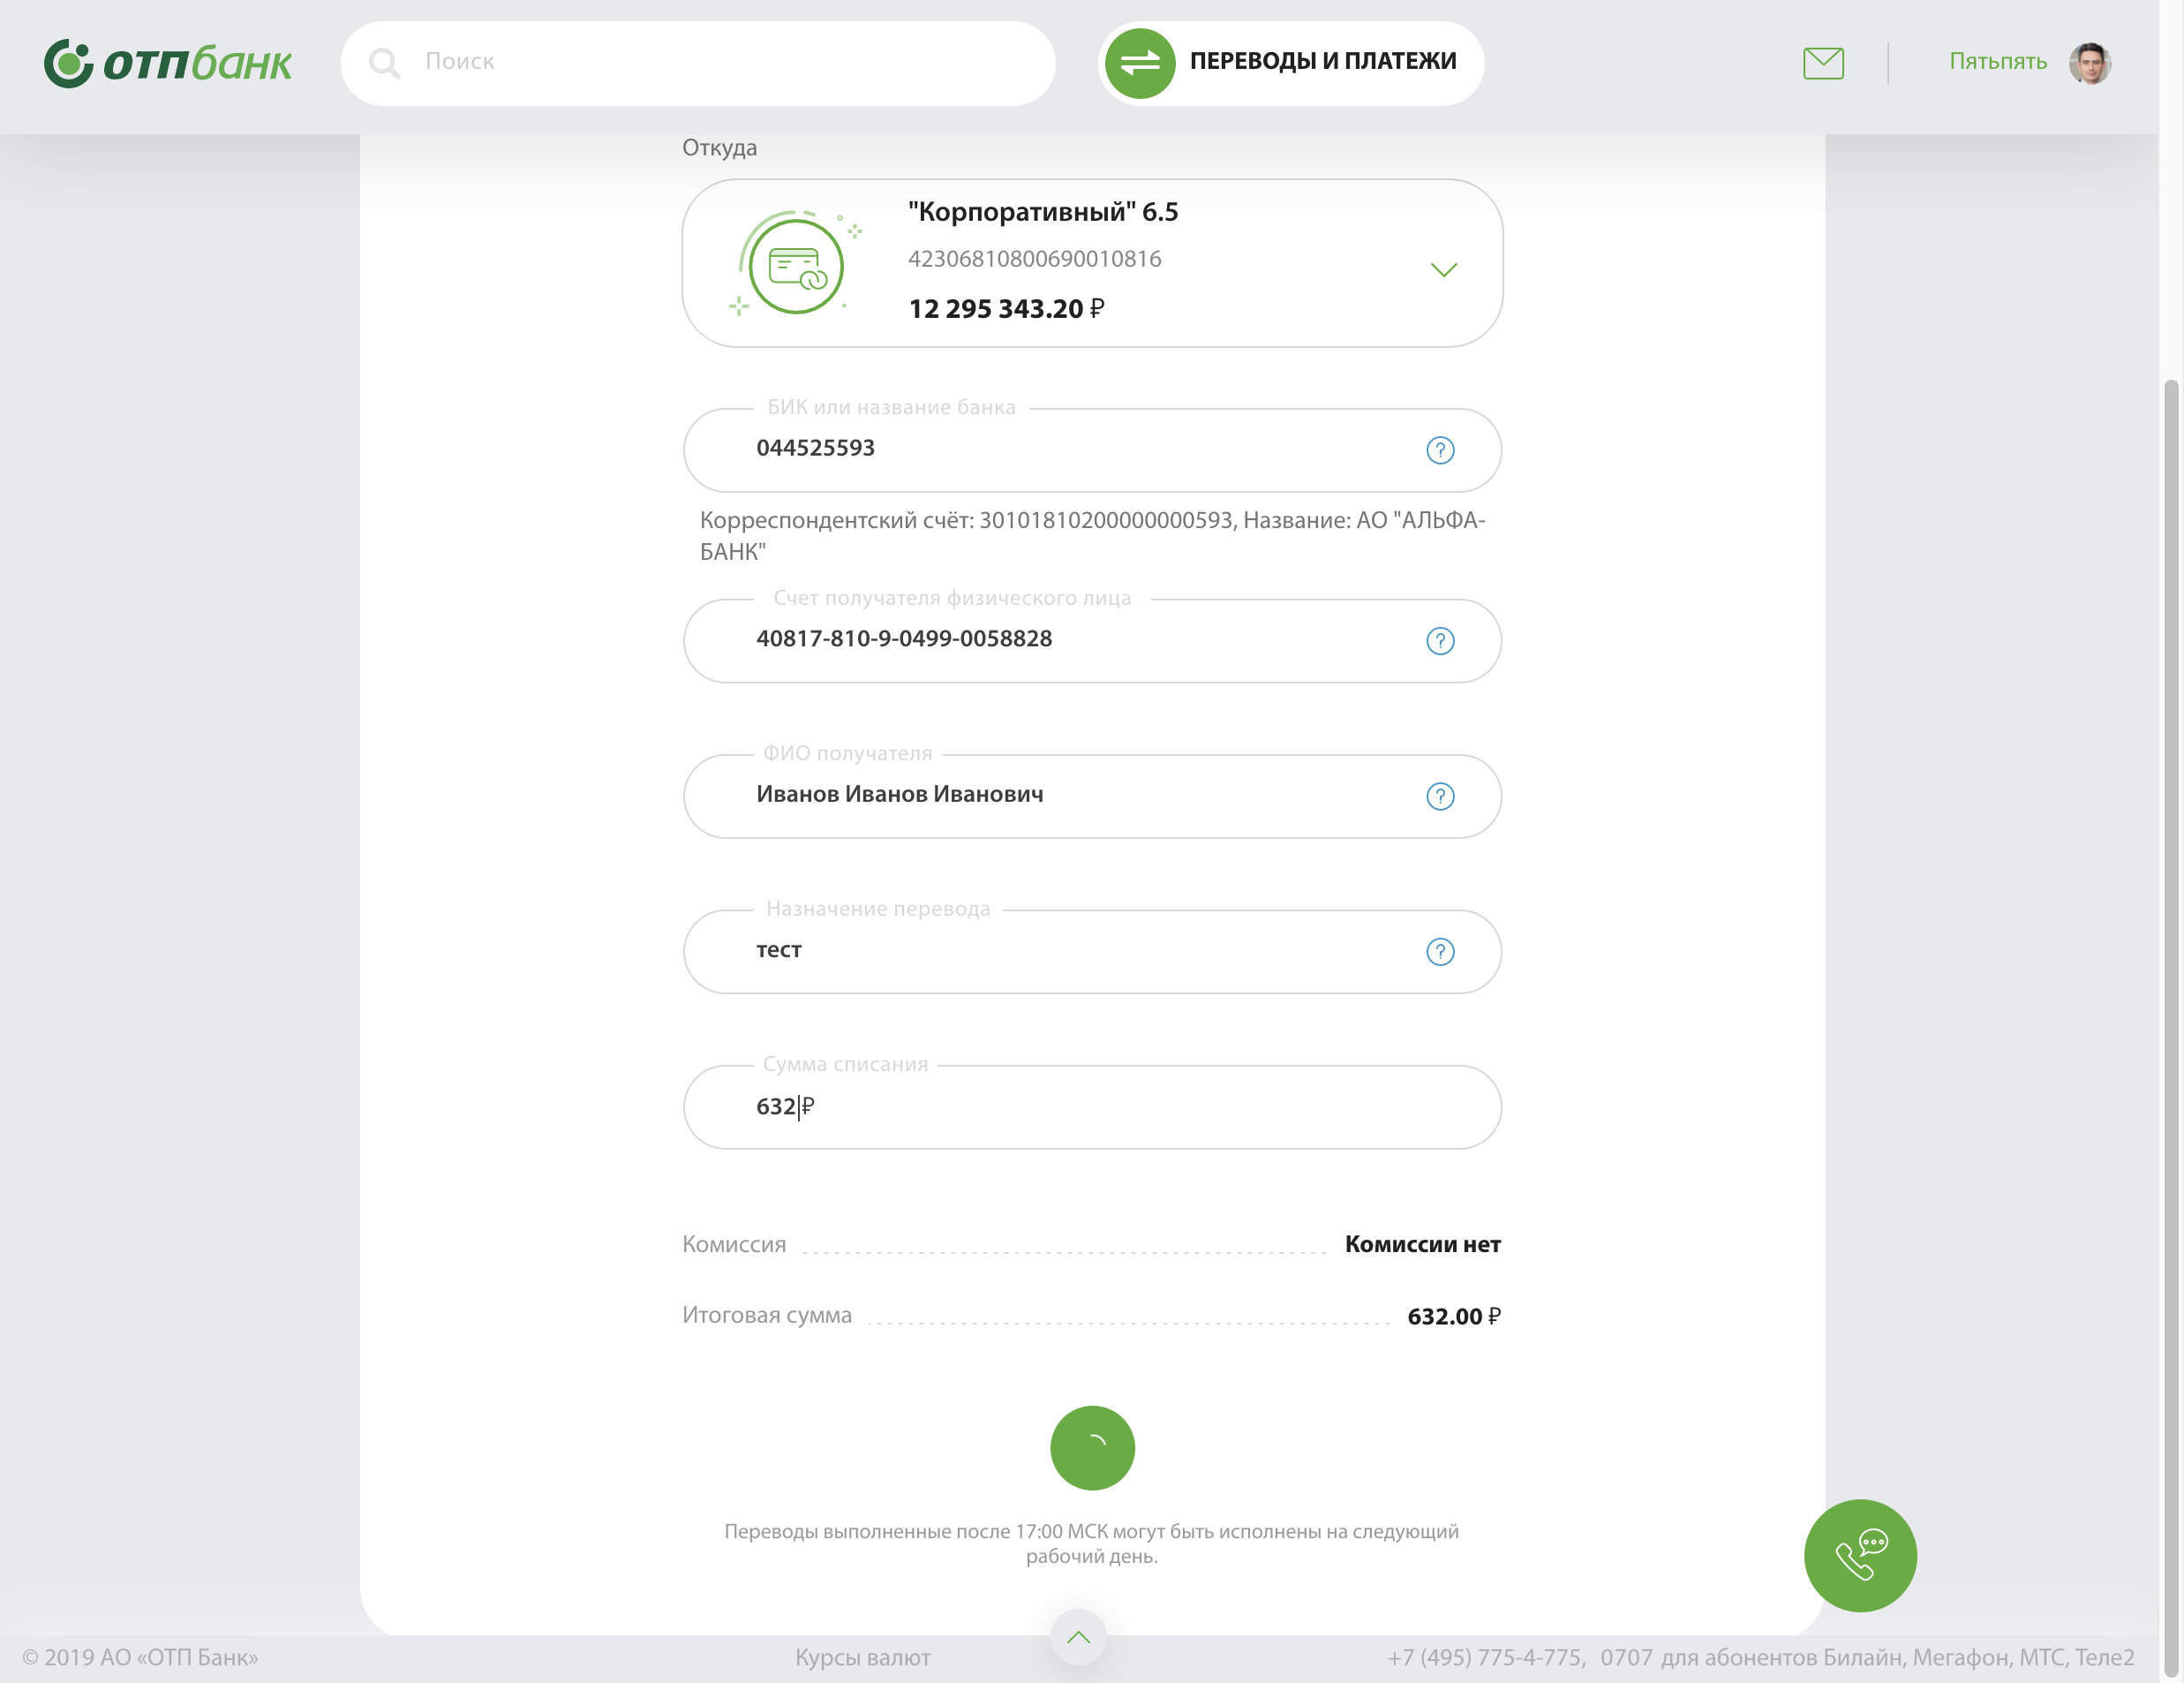 отпбанк
Поиск
ПЕРЕВОДЫ И ПЛАТЕЖИ
Пятьпять
Откуда
"Корпоративный" 6.5
42306810800690010816
12 295 343.20 ₽
БИК или название банка
044525593
Корреспондентский счёт: 30101810200000000593, Название: АО "АЛЬФА-
БАНК"
Счет получателя физического лица
40817-810-9-0499-0058828
ФИО получателя
Иванов Иванов Иванович
Назначение перевода
тест
Сумма списания
632₽
Комиссия Комиссии нет
Итоговая сумма 632.00 ₽
Переводы выполненные после 17:00 МСК могут быть исполнены на следующий
рабочий день.
© 2019 АО «ОТП Банк» Курсы валют +7 (495) 775-4-775, 0707 для абонентов Билайн, Мегафон, МТС, Теле2